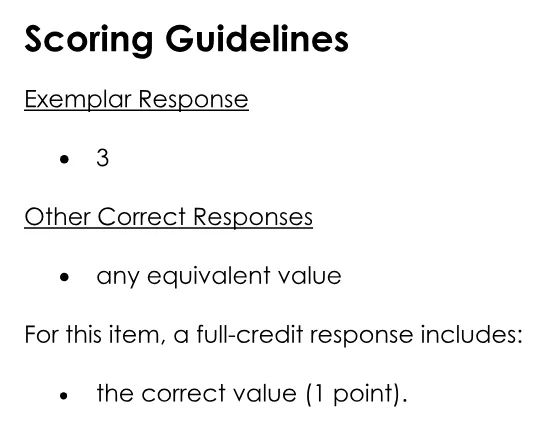 Scoring Guidelines
Exemplar Response
• 3
Other Correct Responses
• any equivalent value
For this item, a full-credit response includes:
• the correct value (1 point).